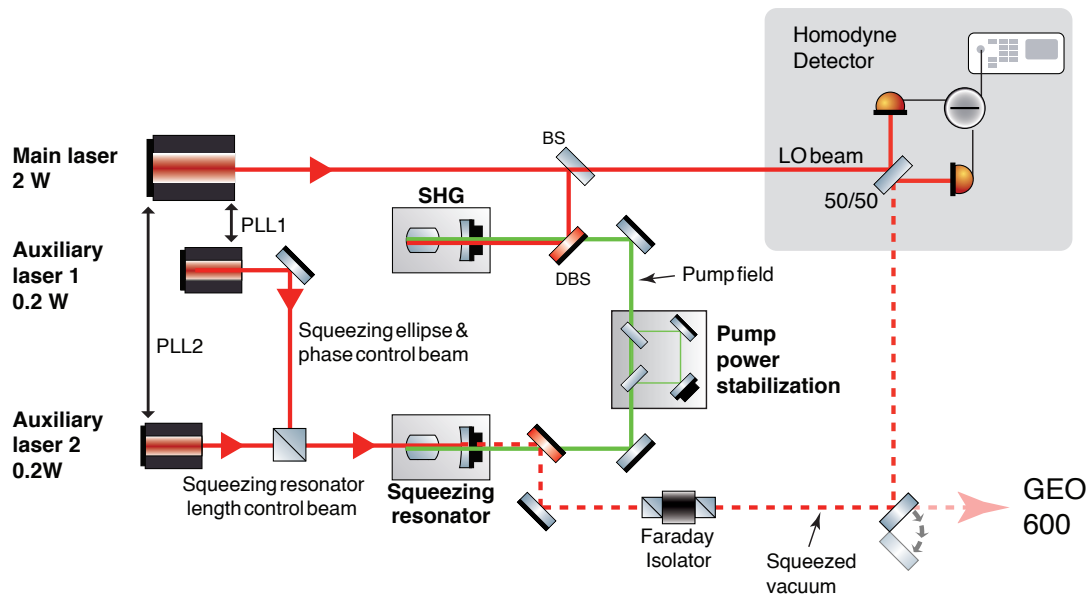 Homodyne
Detector
Main laser
2 W
BS
LO beam
50/50
SHG
PLL1
DBS
Auxiliary
laser 1
0.2 W
Pump field
Squeezing ellipse &
phase control beam
PLL2
Pump
power
stabilization
Auxiliary
laser 2
0.2W
Squeezing resonator
length control beam
Squeezing
resonator
Faraday
Isolator
Squeezed
vacuum
GEO
600